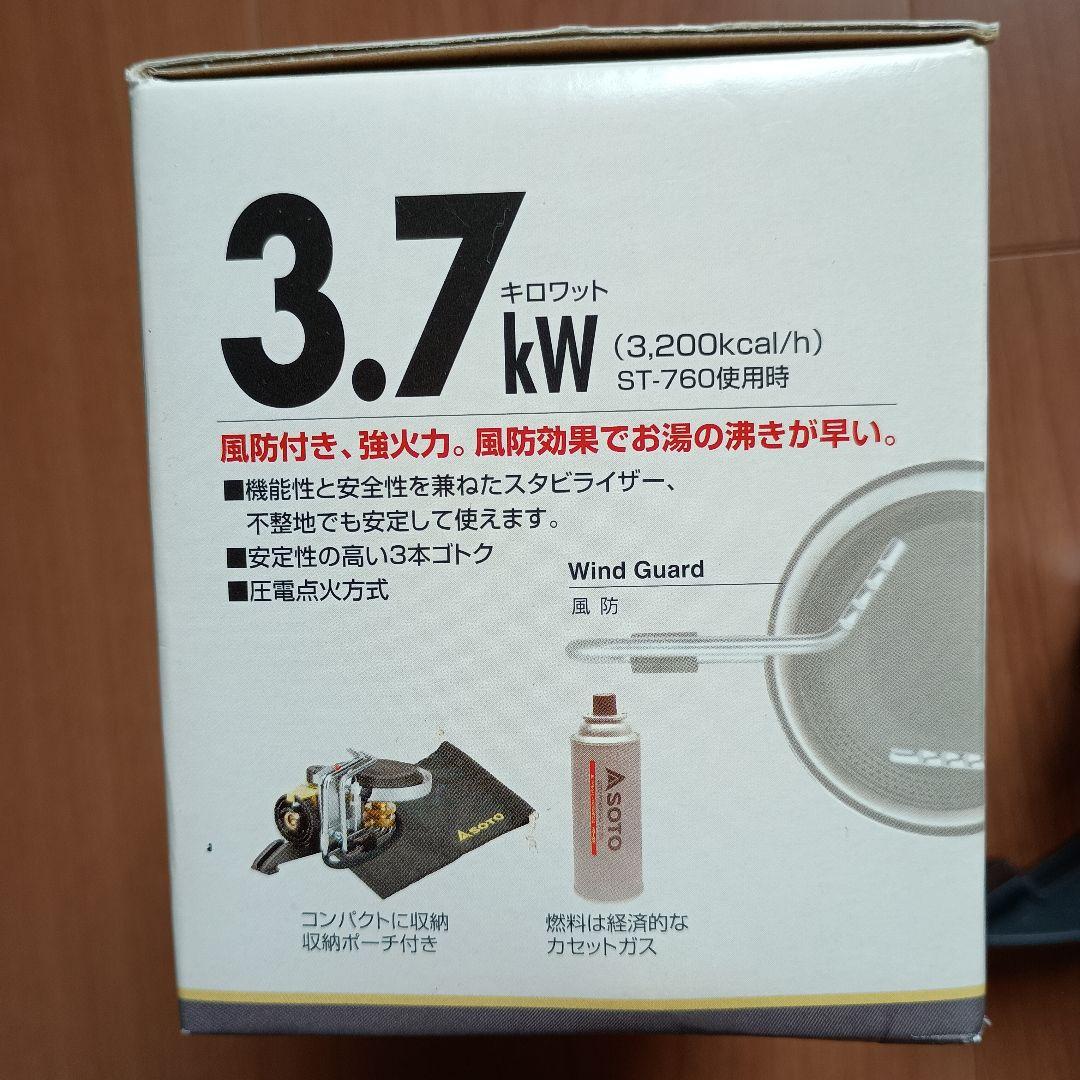 3.7
キロワット
kW
(3,200kcal/h)
ST-760使用時
風防付き、強火力。風防効果でお湯の沸きが早い。
■機能性と安全性を兼ねたスタビライザー、
不整地でも安定して使えます。
■安定性の高い3本ゴトク
■圧電点火方式
Wind Guard
風防
SOTO
SOTO
コンパクトに収納
収納ポーチ付き
燃料は経済的な
カセットガス